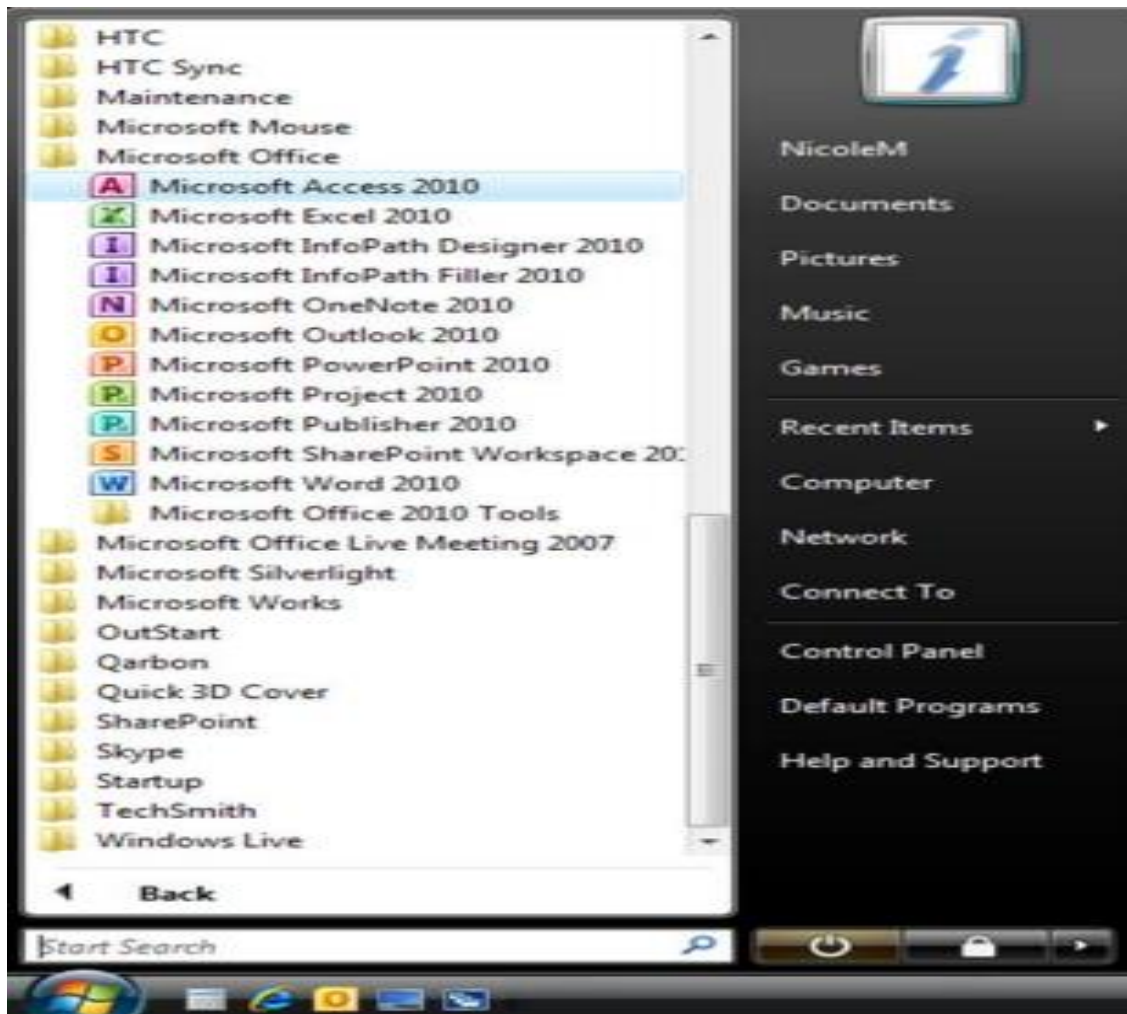 HTC
HTC Sync
Maintenance
Microsoft Mouse
Microsoft Office
Microsoft Access 2010
Microsoft Excel 2010
Microsoft InfoPath Designer 2010
Microsoft InfoPath Filler 2010
Microsoft OneNote 2010
Microsoft Outlook 2010
Microsoft PowerPoint 2010
Microsoft Project 2010
Microsoft Publisher 2010
Microsoft SharePoint Workspace 20
Microsoft Word 2010
Microsoft Office 2010 Tools
Microsoft Office Live Meeting 2007
Microsoft Silverlight
Microsoft Works
OutStart
Qarbon
Quick 3D Cover
SharePoint
Skype
Startup
TechSmith
Windows Live
Back
Start Search
NicoleM
Documents
Pictures
Music
Games
Recent Items
Computer
Network
Connect To
Control Panel
Default Programs
Help and Support